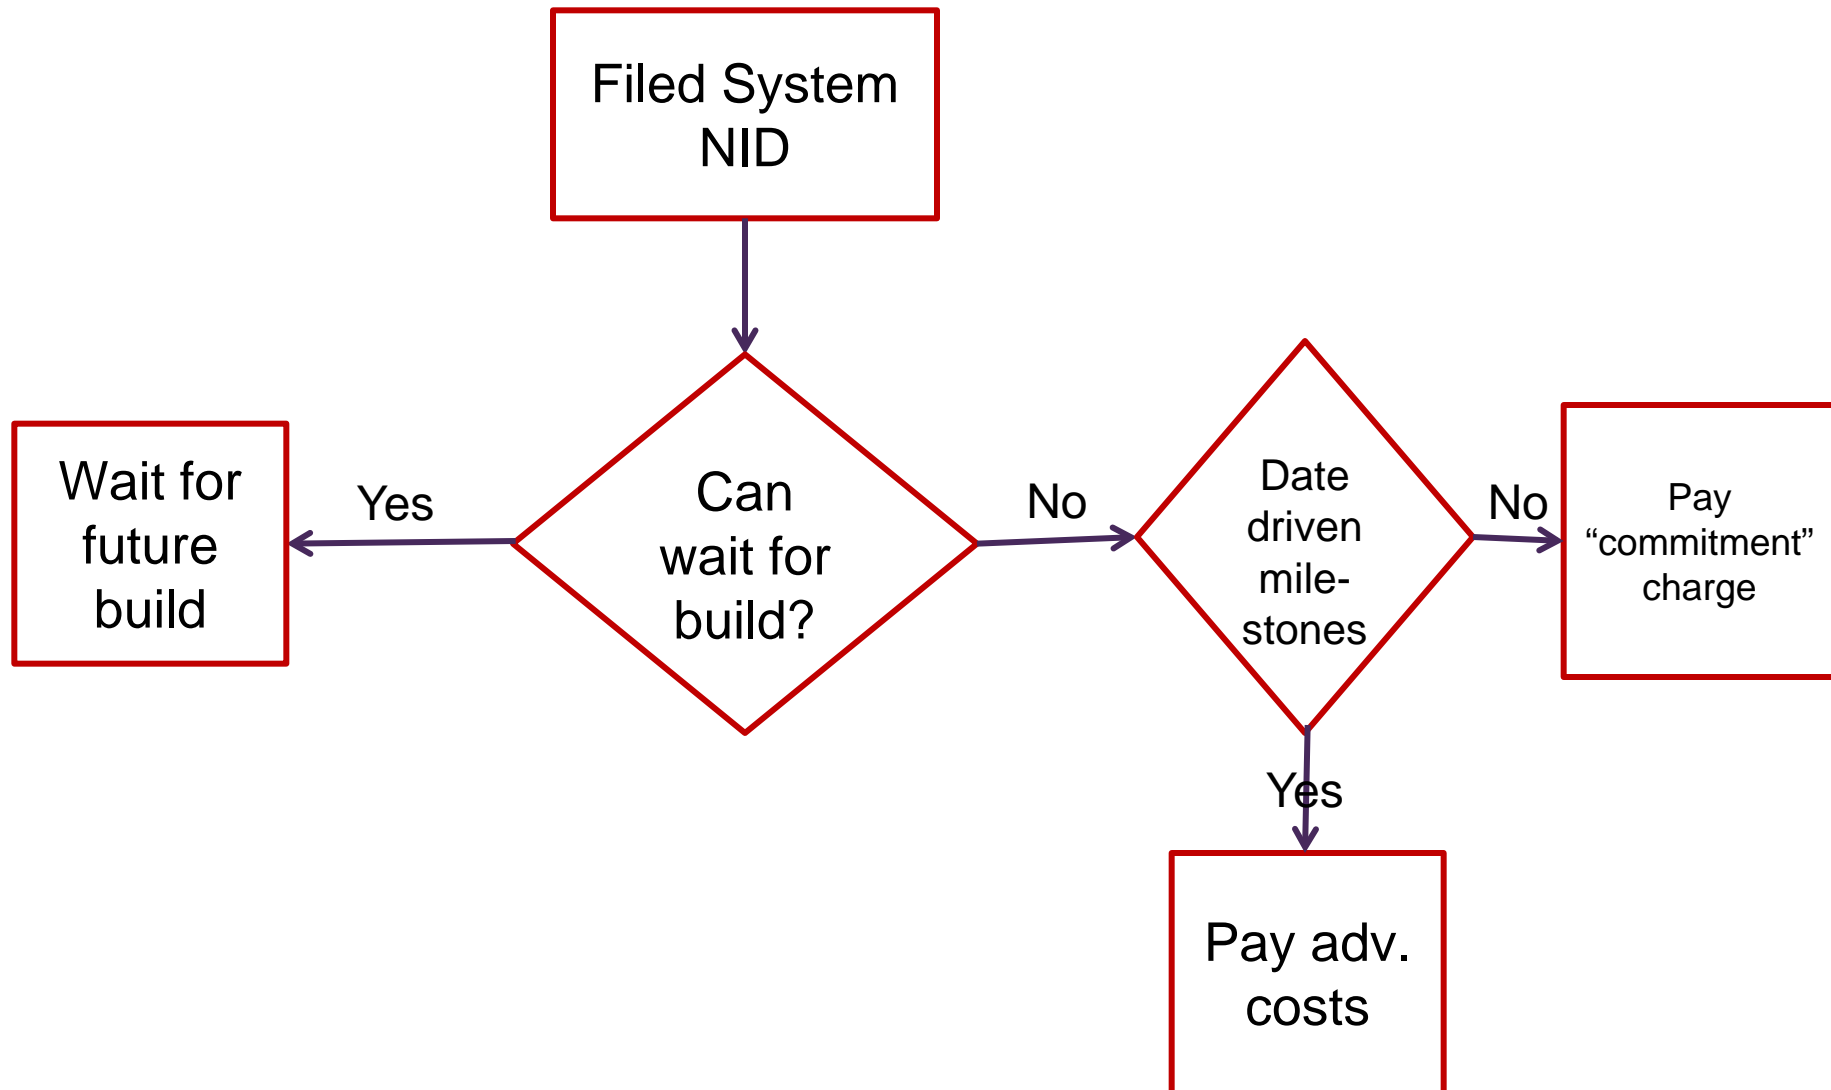 Filed System
NID
Wait for
future
build
Yes
Can
wait for
build?
No
Date
driven
mile-
stones
No
Pay
“commitment”
charge
Yes
Pay adv.
costs